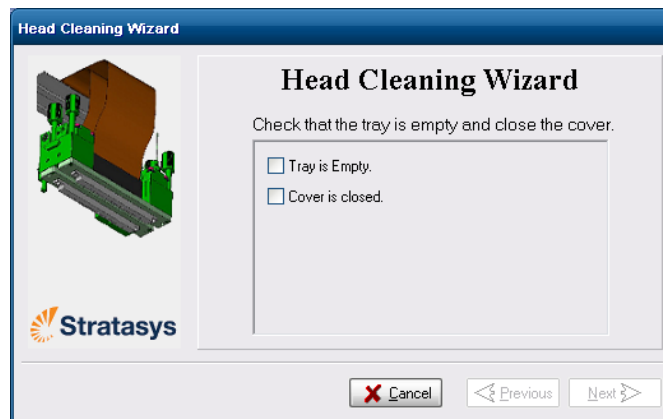 Head Cleaning Wizard
Head Cleaning Wizard
Check that the tray is empty and close the cover.
Tray is Empty.
Cover is closed.
Stratasys
Cancel
Previous
Next